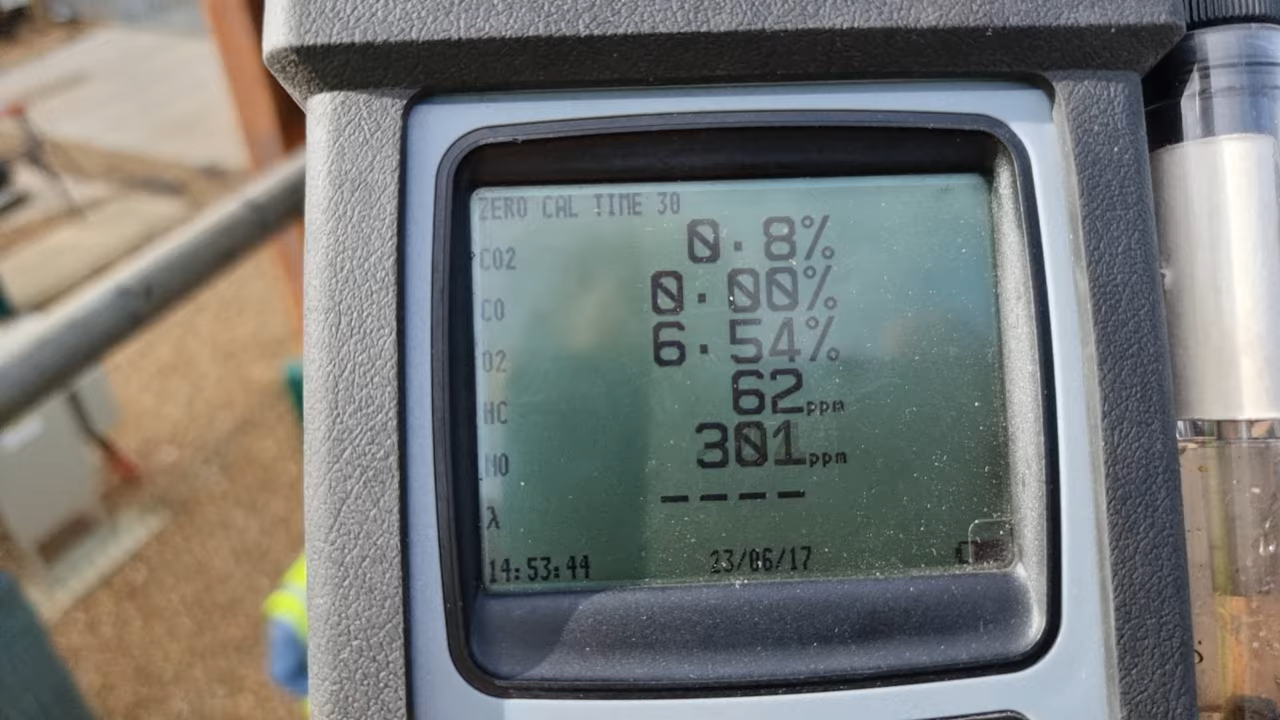 ZERO CAL TIME 30
CO2 0.8%
CO 0.00%
O2 6.54%
HC 62ppm
NO 301ppm
λ ----
14:53:44 23/06/17